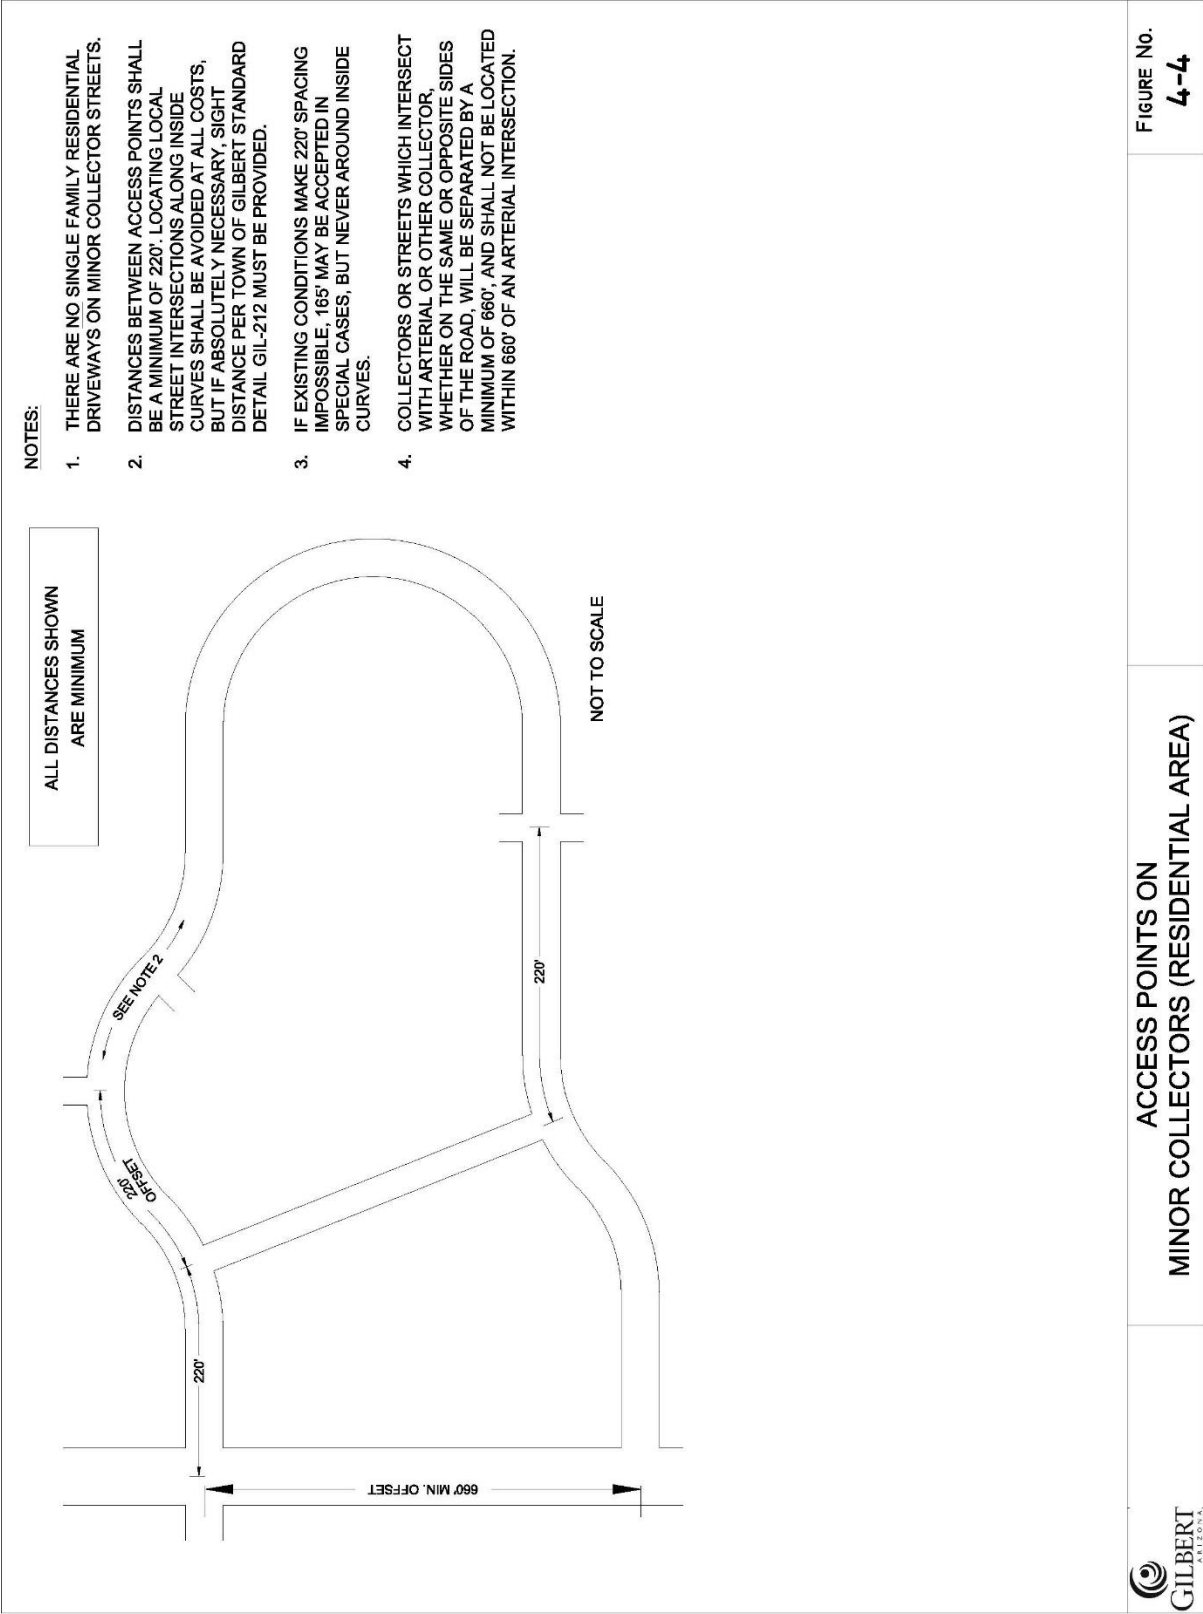 ALL DISTANCES SHOWN
ARE MINIMUM
NOTES:
1. THERE ARE NO SINGLE FAMILY RESIDENTIAL
DRIVEWAYS ON MINOR COLLECTOR STREETS.
2. DISTANCES BETWEEN ACCESS POINTS SHALL
BE A MINIMUM OF 220'. LOCATING LOCAL
STREET INTERSECTIONS ALONG INSIDE
CURVES SHALL BE AVOIDED AT ALL COSTS,
BUT IF ABSOLUTELY NECESSARY, SIGHT
DISTANCE PER TOWN OF GILBERT STANDARD
DETAIL GIL-212 MUST BE PROVIDED.
3. IF EXISTING CONDITIONS MAKE 220' SPACING
IMPOSSIBLE, 165' MAY BE ACCEPTED IN
SPECIAL CASES, BUT NEVER AROUND INSIDE
CURVES.
4. COLLECTORS OR STREETS WHICH INTERSECT
WITH ARTERIAL OR OTHER COLLECTOR,
WHETHER ON THE SAME OR OPPOSITE SIDES
OF THE ROAD, WILL BE SEPARATED BY A
MINIMUM OF 660', AND SHALL NOT BE LOCATED
WITHIN 660' OF AN ARTERIAL INTERSECTION.
SEE NOTE 2
220'
OFFSET
220'
660' MIN. OFFSET
220'
NOT TO SCALE
GILBERT
ARIZONA
ACCESS POINTS ON
MINOR COLLECTORS (RESIDENTIAL AREA)
FIGURE NO.
4-4